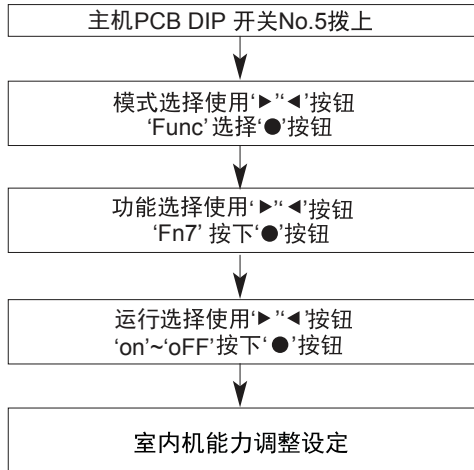 主机PCB DIP 开关No.5拨上
模式选择使用‘►’‘◄’按钮
‘Func’选择‘●’按钮
功能选择使用‘►’‘◄’按钮
‘Fn7’ 按下‘●’按钮
运行选择使用‘►’‘◄’按钮
‘on’~‘oFF’按下‘●’按钮
室内机能力调整设定